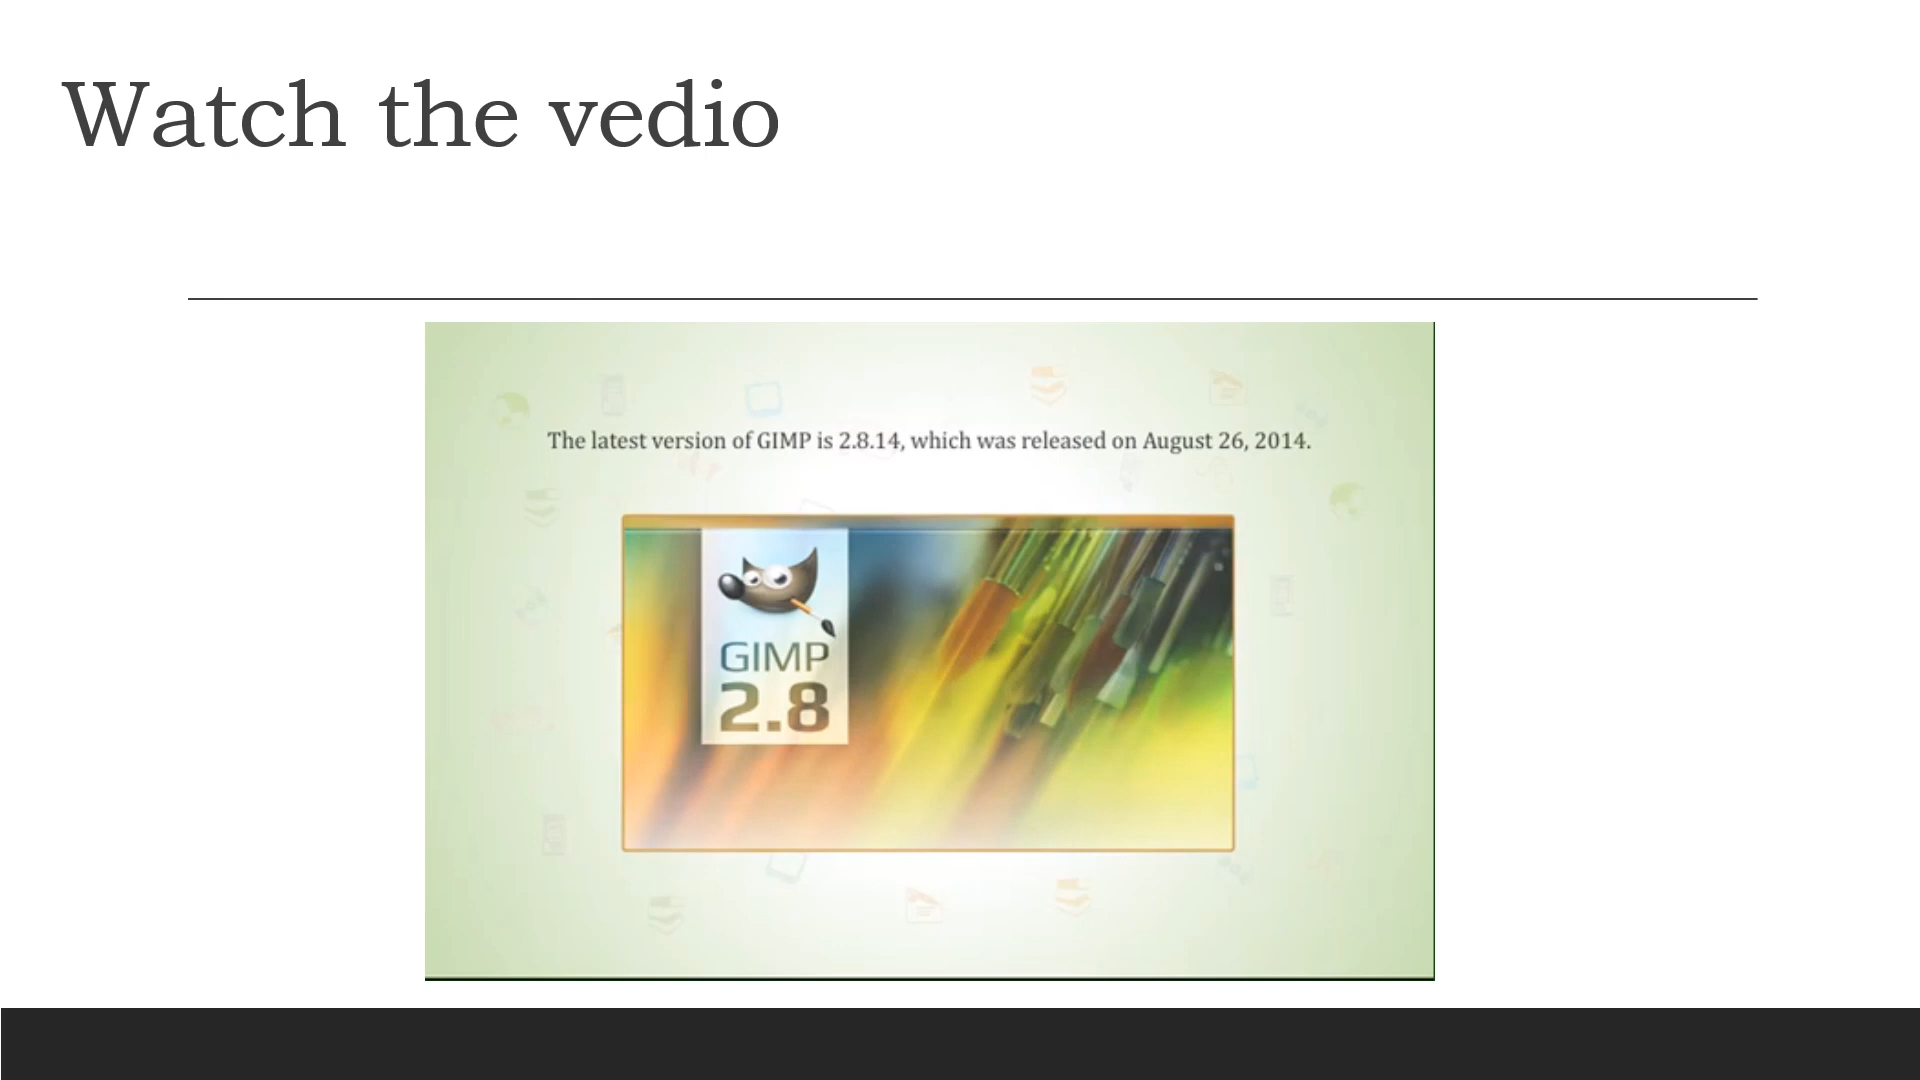 Watch the vedio
The latest version of GIMP is 2.8.14, which was released on August 26, 2014.
GIMP
2.8